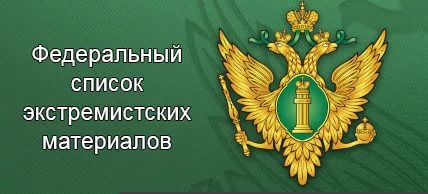 Федеральный
список
экстремистских
материалов